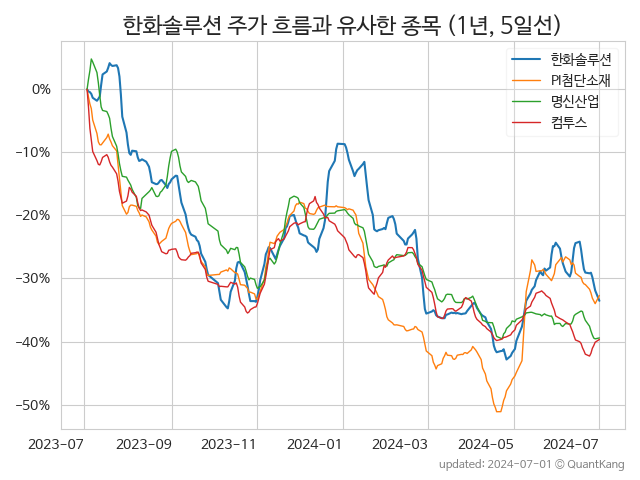 한화솔루션 주가 흐름과 유사한 종목 (1년, 5일선)
한화솔루션
PI첨단소재
명신산업
컴투스
0%
−10%
−20%
−30%
−40%
−50%
2023-07
2023-09
2023-11
2024-01
2024-03
2024-05
2024-07
updated: 2024-07-01 © QuantKang